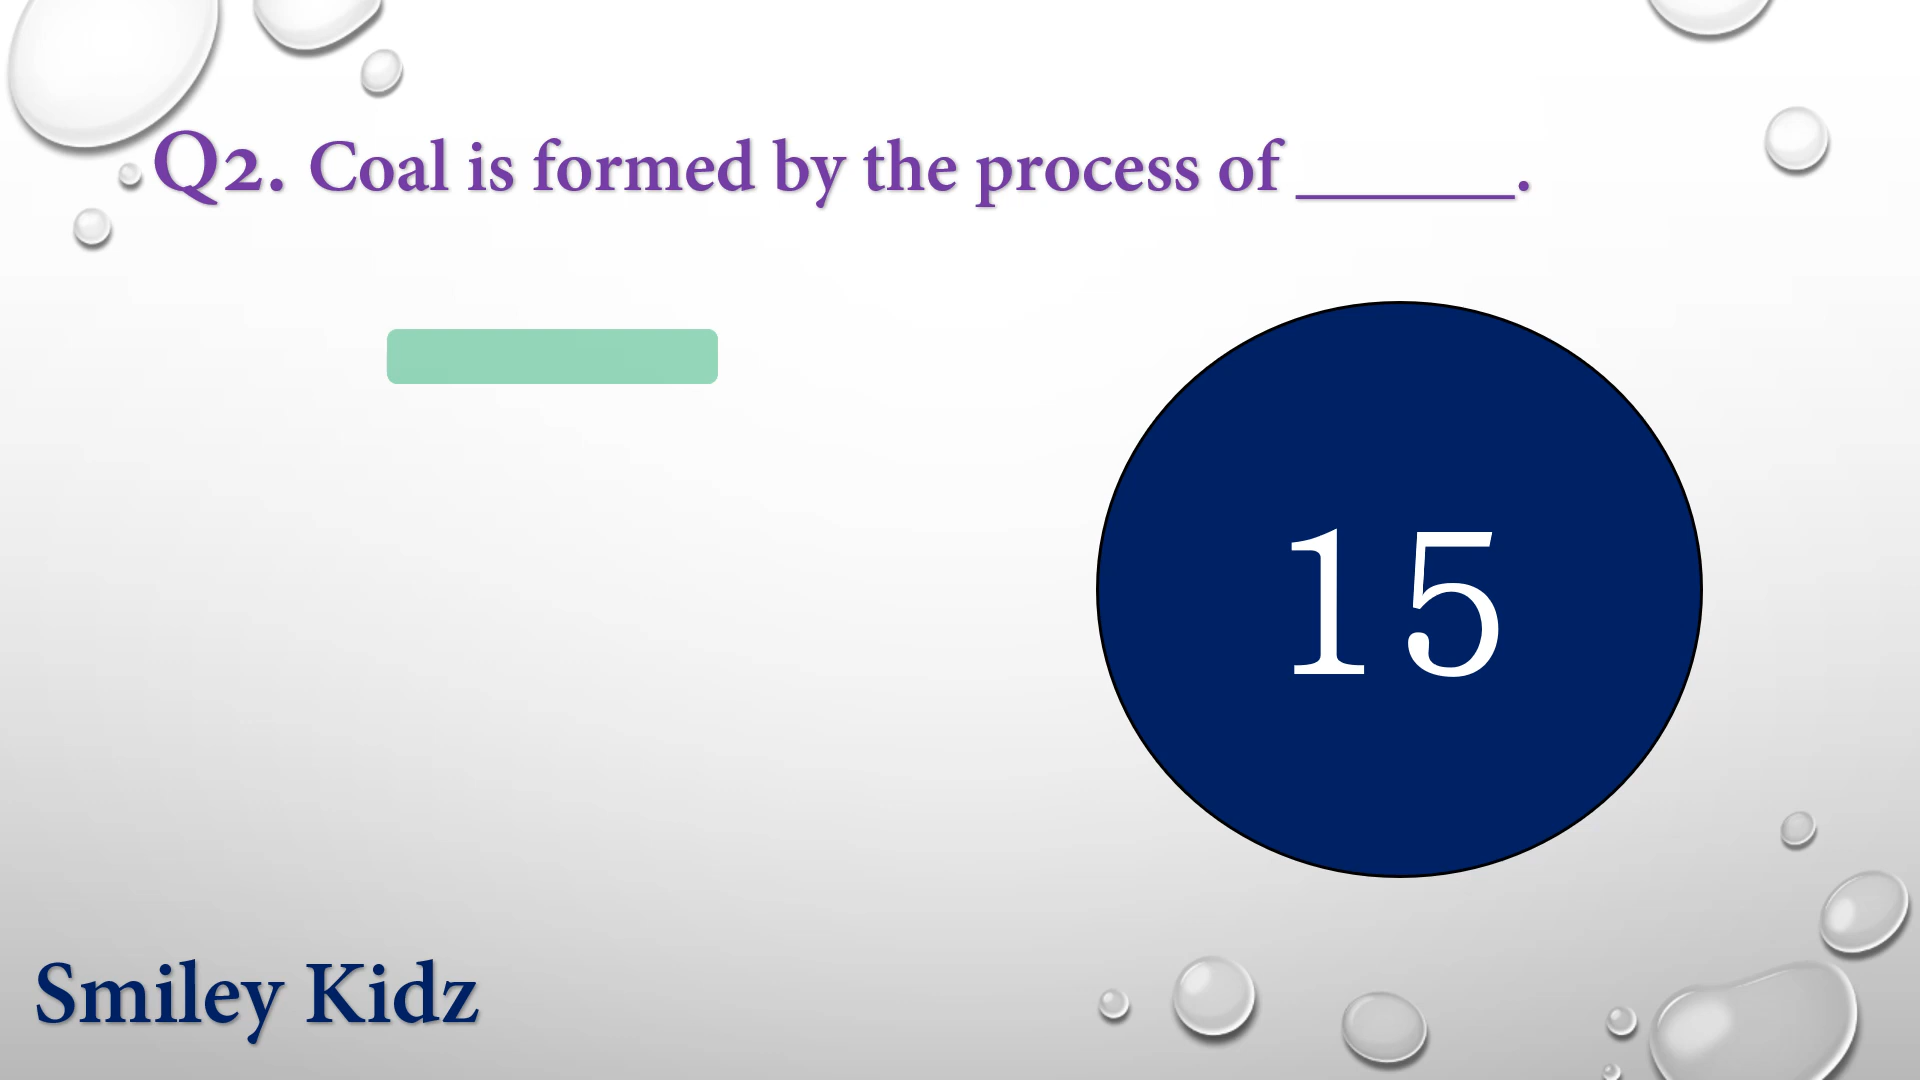 Q2. Coal is formed by the process of ______.
15
Smiley Kidz